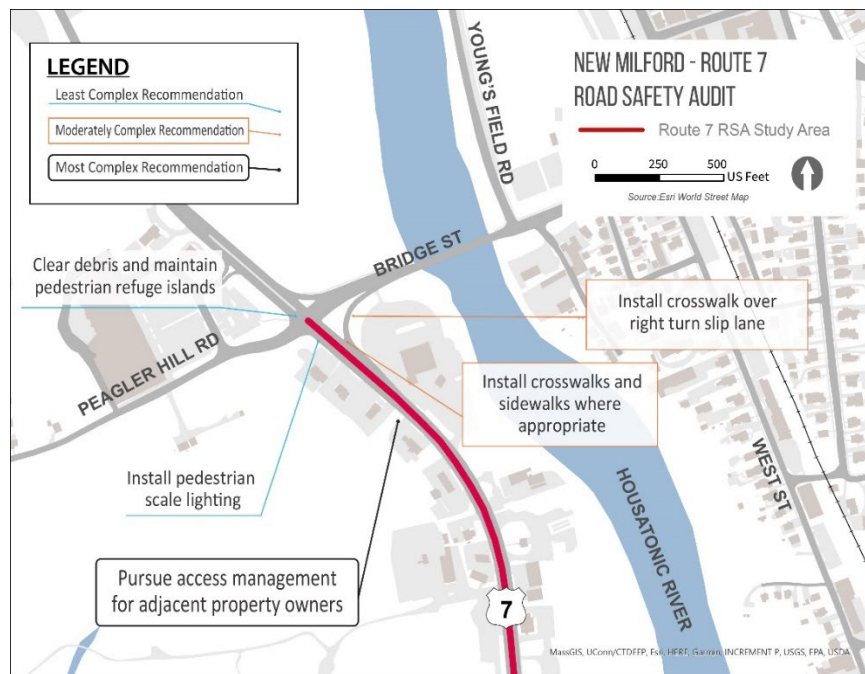 LEGEND
Least Complex Recommendation
Moderately Complex Recommendation
Most Complex Recommendation
NEW MILFORD - ROUTE 7
ROAD SAFETY AUDIT
Route 7 RSA Study Area
0 250 500
US Feet
Source:Esri World Street Map
YOUNG'S FIELD RD
BRIDGE ST
Clear debris and maintain
pedestrian refuge islands
PEAGLER HILL RD
Install crosswalk over
right turn slip lane
Install crosswalks and
sidewalks where
appropriate
WEST ST
Install pedestrian
scale lighting
HOUSATONIC RIVER
Pursue access management
for adjacent property owners
7
MassGIS, UConn/CTDEEP, Esri, HERE, Garmin, INCREMENT P, USGS, EPA, USDA